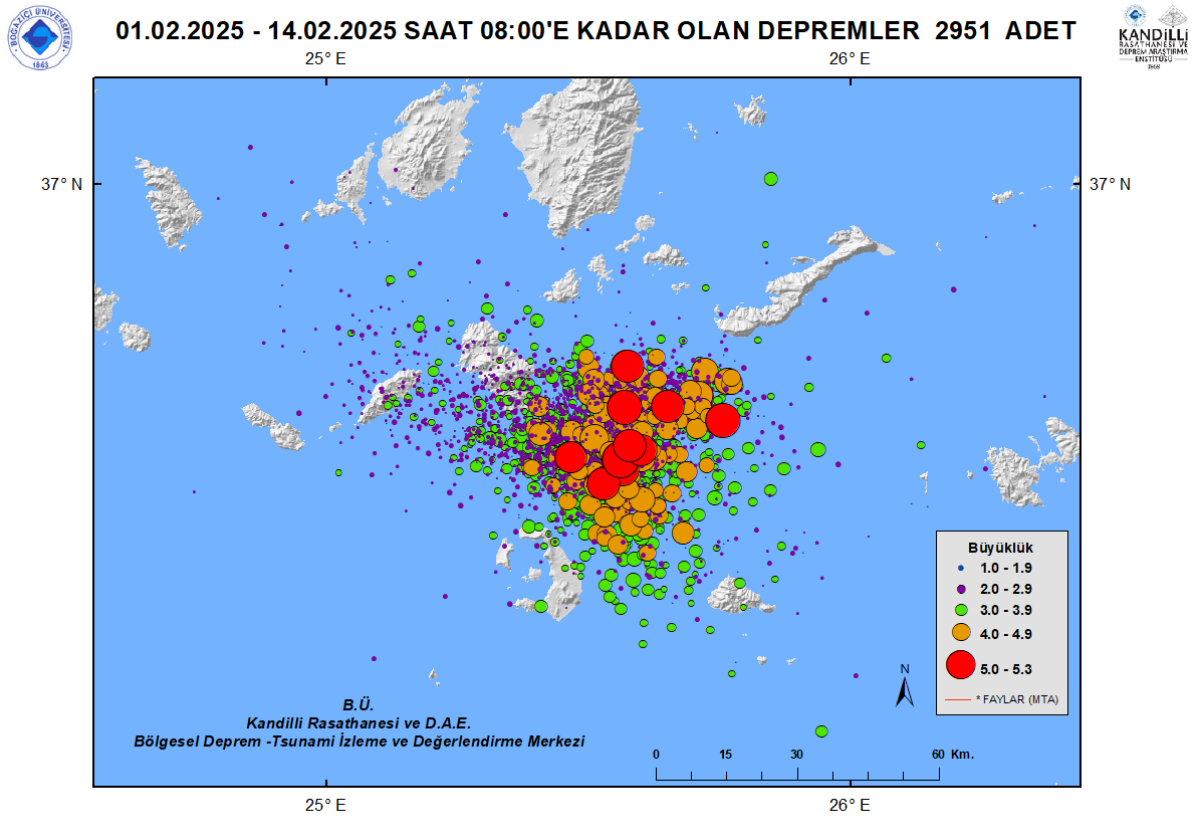 01.02.2025 - 14.02.2025 SAAT 08:00'E KADAR OLAN DEPREMLER 2951 ADET
BOĞAZİÇİ ÜNİVERSİTESİ
1863
KANDİLLİ
RASATHANESİ VE
DEPREM ARAŞTIRMA
ENSTİTÜSÜ
25° E
26° E
37° N
37° N
Büyüklük
1.0 - 1.9
2.0 - 2.9
3.0 - 3.9
4.0 - 4.9
5.0 - 5.3
* FAYLAR (MTA)
N
B.Ü.
Kandilli Rasathanesi ve D.A.E.
Bölgesel Deprem -Tsunami İzleme ve Değerlendirme Merkezi
0 15 30 60 Km.
25° E
26° E